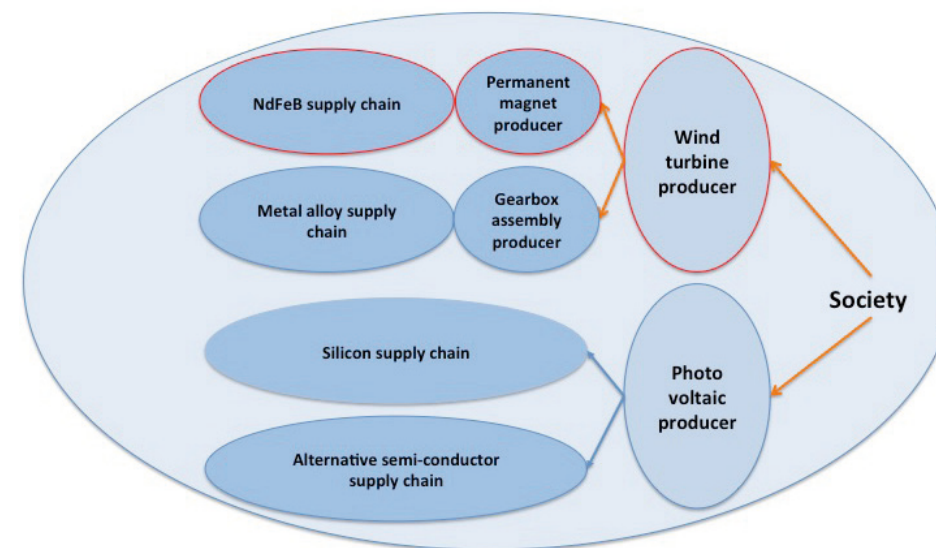 NdFeB supply chain
Permanent
magnet
producer
Wind
turbine
producer
Metal alloy supply
chain
Gearbox
assembly
producer
Society
Silicon supply chain
Photo
voltaic
producer
Alternative semi-conductor
supply chain